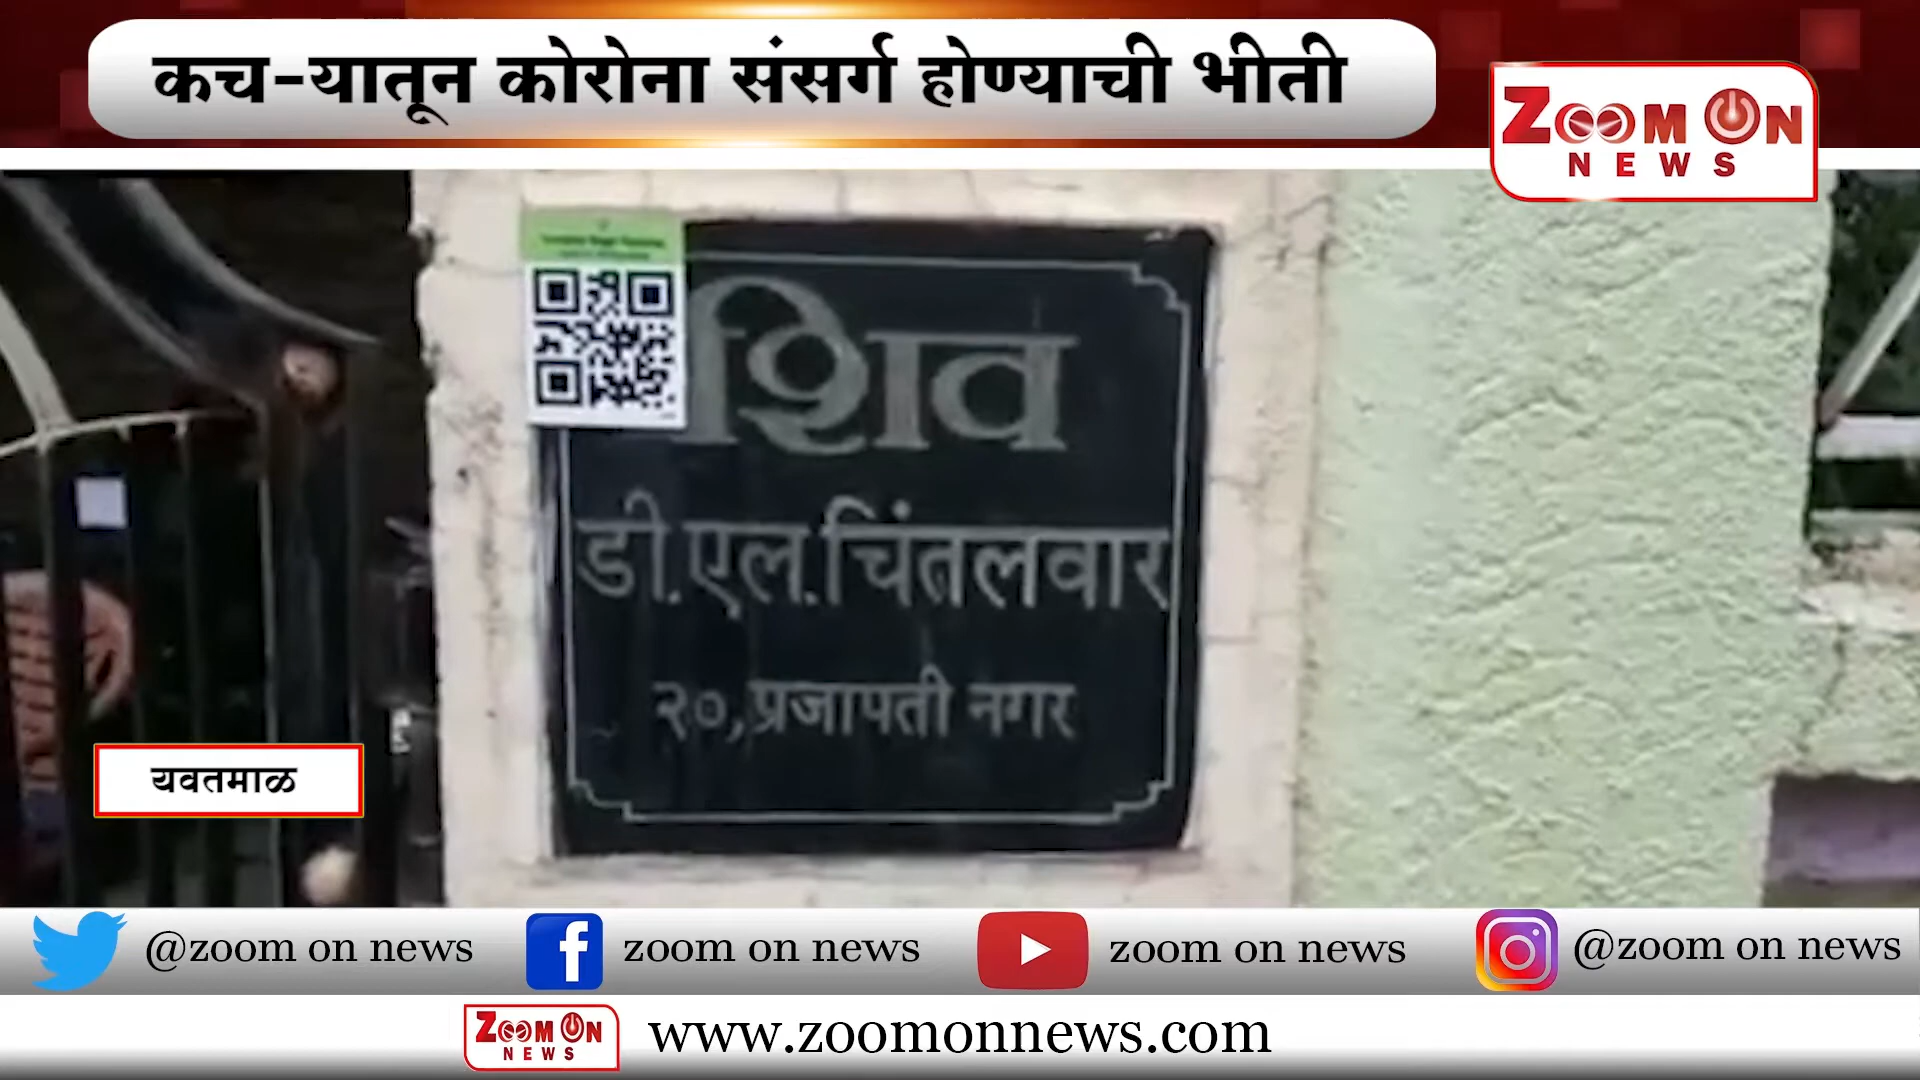 कच-यातून कोरोना संसर्ग होण्याची भीती
ZOOM ON
NEWS
शिव
डी.एल.चिंतलवार
२०,प्रजापती नगर
यवतमाळ
@zoom on news
zoom on news
zoom on news
@zoom on news
ZOOM ON
NEWS
www.zoomonnews.com